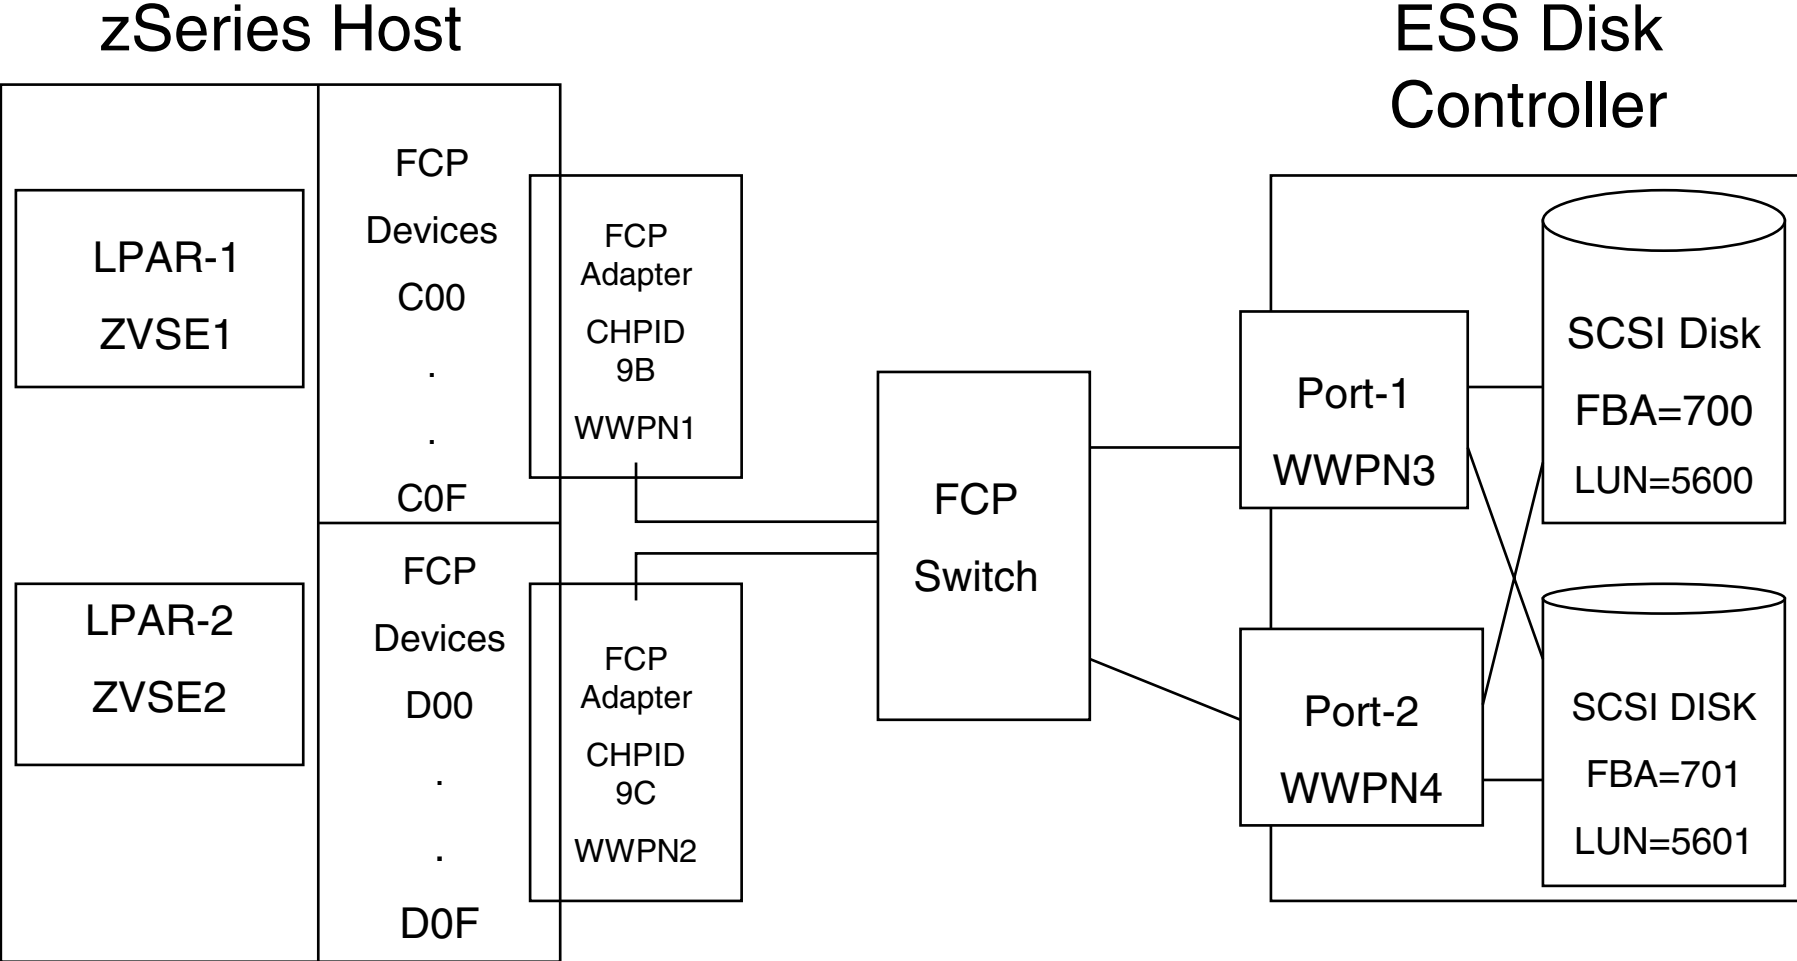 zSeries Host
ESS Disk
Controller
LPAR-1
ZVSE1
LPAR-2
ZVSE2
FCP
Devices
C00
.
.
C0F
FCP
Devices
D00
.
.
D0F
FCP
Adapter
CHPID
9B
WWPN1
FCP
Adapter
CHPID
9C
WWPN2
FCP
Switch
Port-1
WWPN3
Port-2
WWPN4
SCSI Disk
FBA=700
LUN=5600
SCSI DISK
FBA=701
LUN=5601